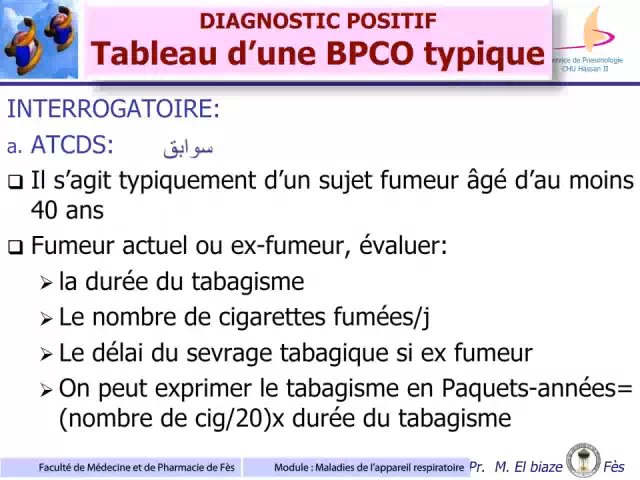 DIAGNOSTIC POSITIF
Tableau d’une BPCO typique
Service de Pneumologie
CHU Hassan II
INTERROGATOIRE:
a. ATCDS: سوابق
Il s’agit typiquement d’un sujet fumeur âgé d’au moins
40 ans
Fumeur actuel ou ex-fumeur, évaluer:
la durée du tabagisme
Le nombre de cigarettes fumées/j
Le délai du sevrage tabagique si ex fumeur
On peut exprimer le tabagisme en Paquets-années=
(nombre de cig/20)x durée du tabagisme
Faculté de Médecine et de Pharmacie de Fès Module : Maladies de l’appareil respiratoire Pr. M. El biaze Fès